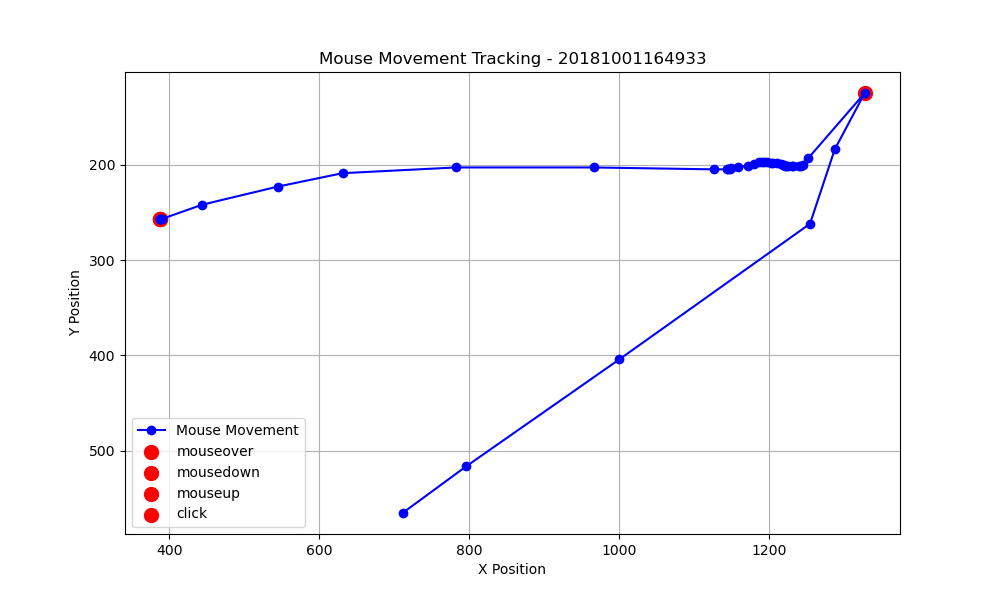 Mouse Movement Tracking - 20181001164933
200
300
400
500
Y Position
400
600
800
1000
1200
X Position
Mouse Movement
mouseover
mousedown
mouseup
click